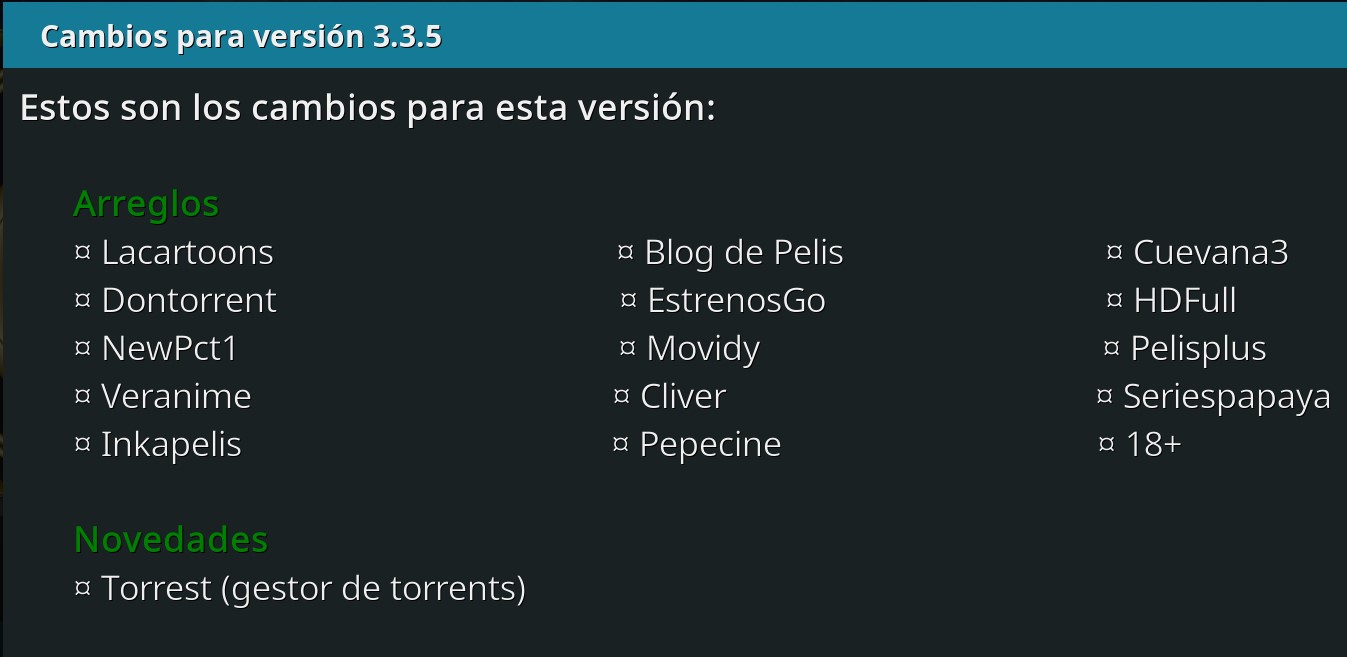 Cambios para versión 3.3.5
Estos son los cambios para esta versión:
Arreglos
¤ Lacartoons ¤ Blog de Pelis ¤ Cuevana3
¤ Dontorrent ¤ EstrenosGo ¤ HDFull
¤ NewPct1 ¤ Movidy ¤ Pelisplus
¤ Veranime ¤ Cliver ¤ Seriespapaya
¤ Inkapelis ¤ Pepecine ¤ 18+
Novedades
¤ Torrest (gestor de torrents)